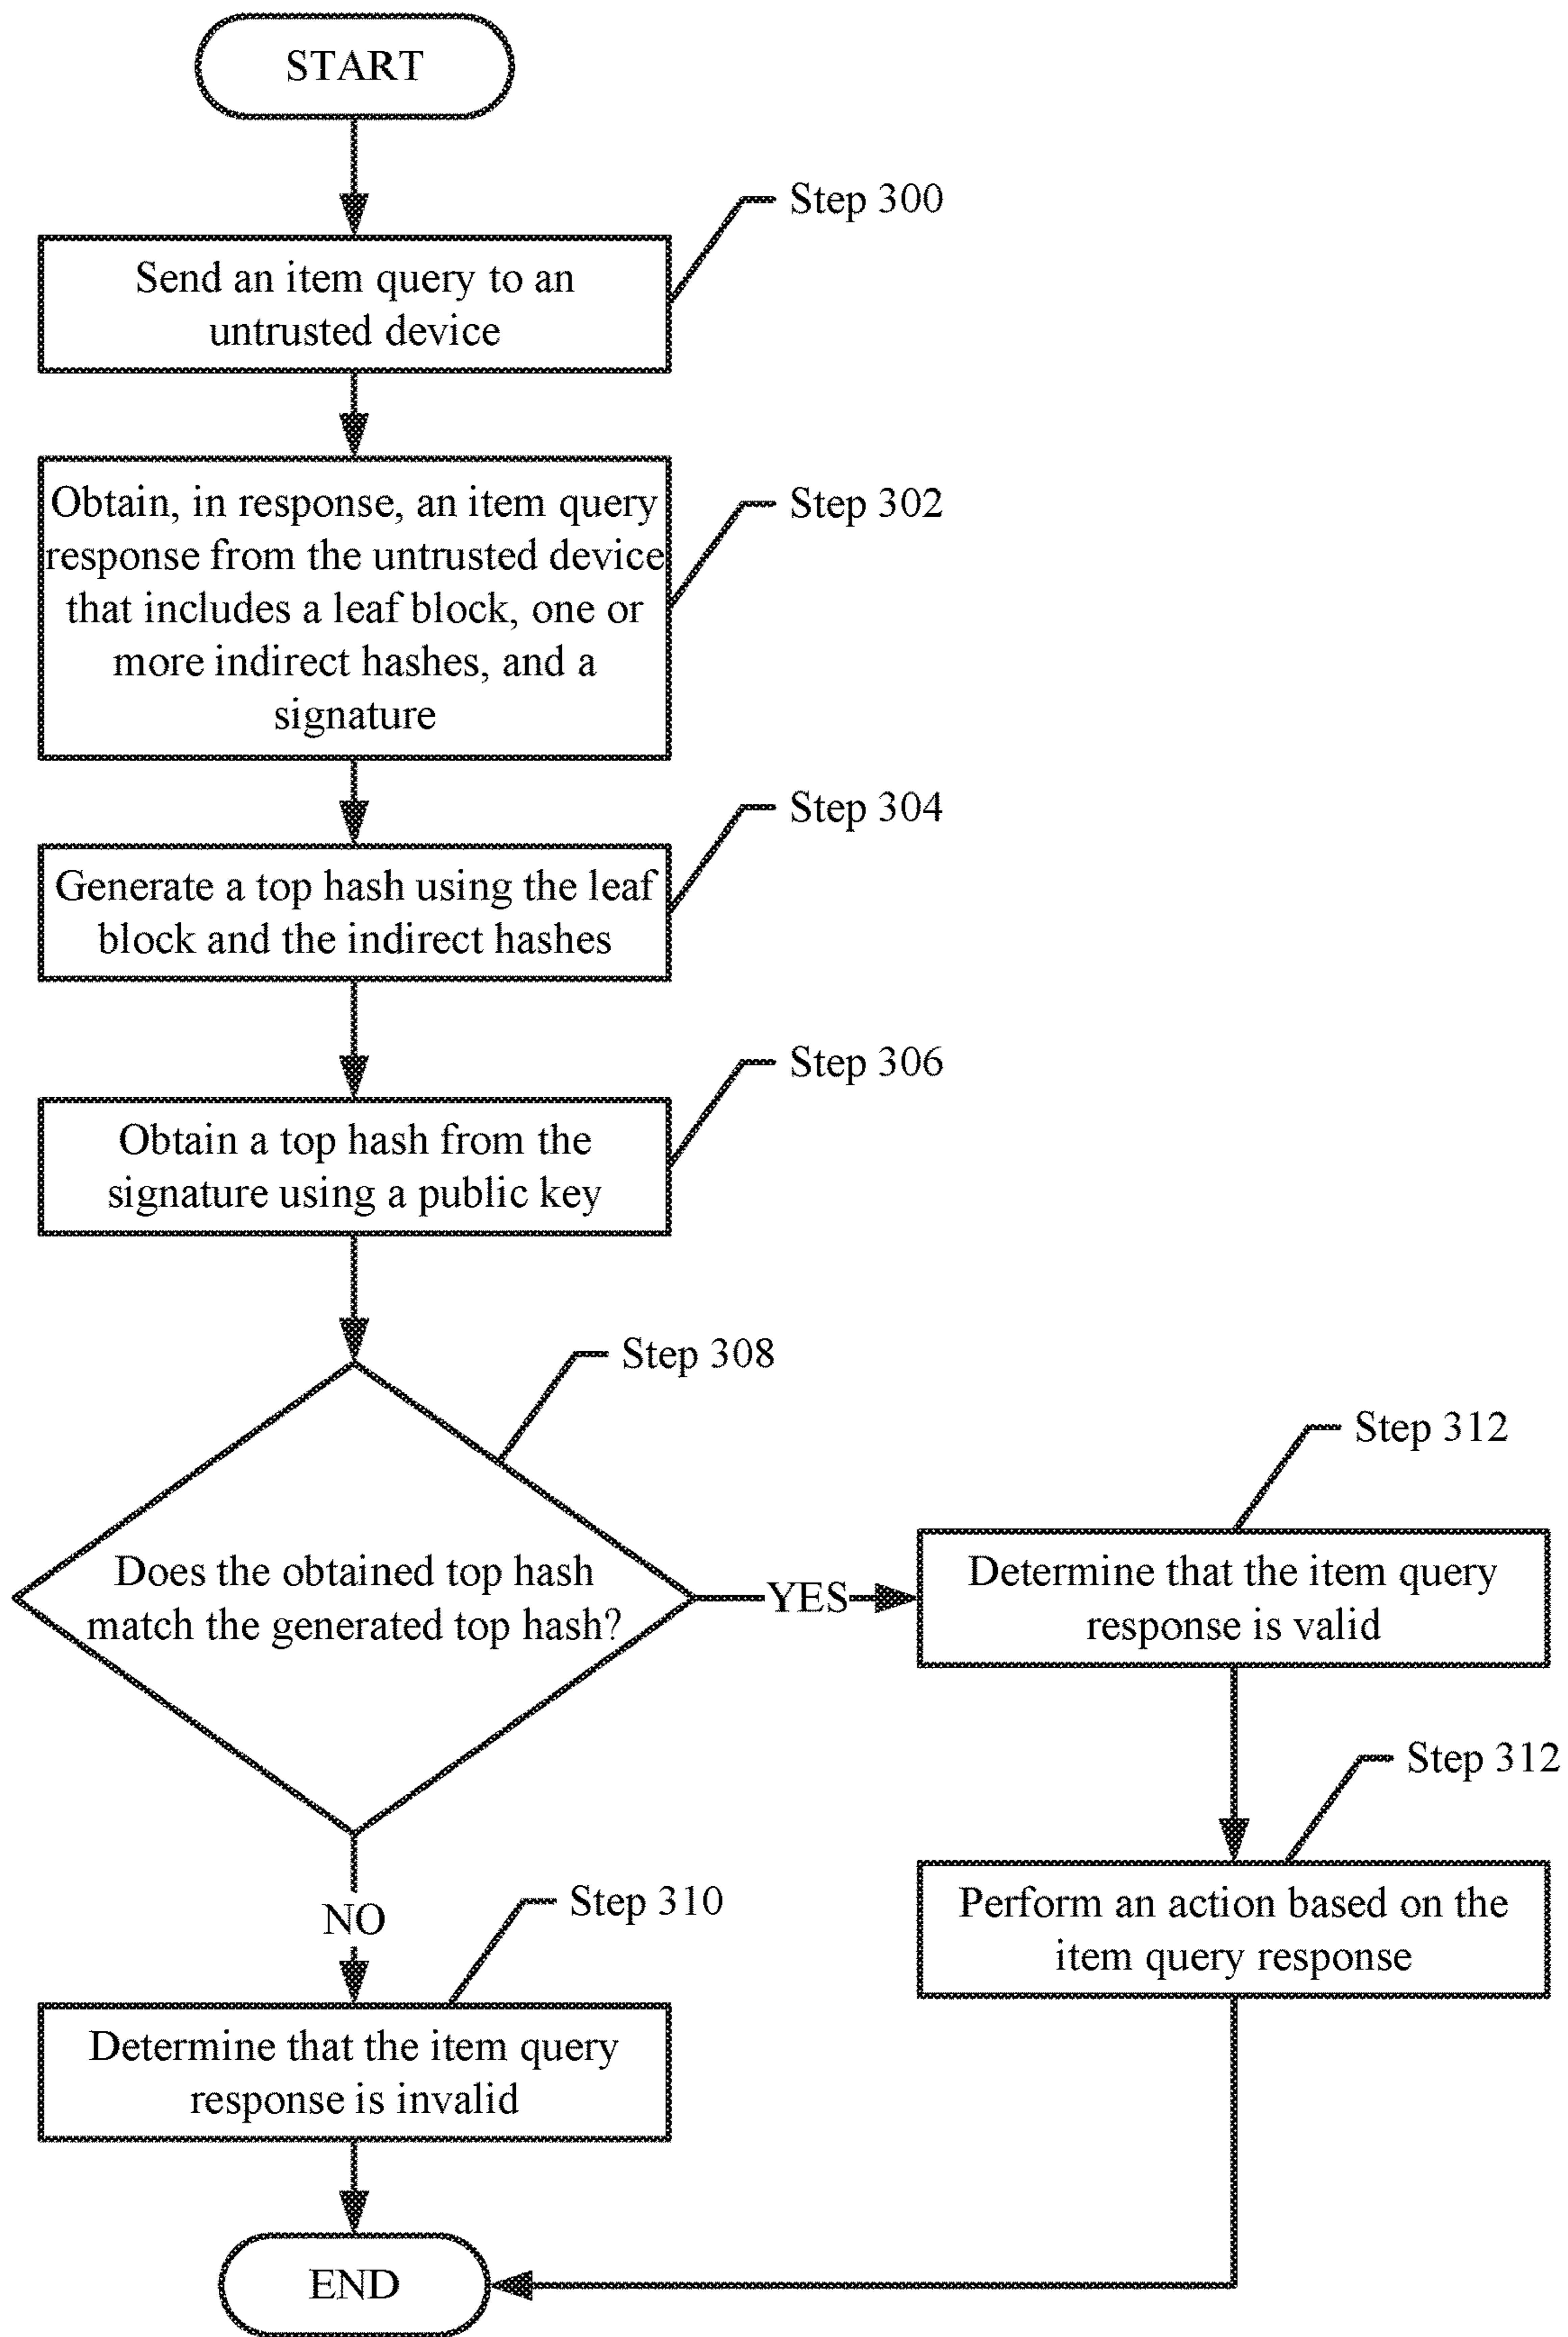 START
Step 300
Send an item query to an
untrusted device
Step 302
Obtain, in response, an item query
response from the untrusted device
that includes a leaf block, one or
more indirect hashes, and a
signature
Step 304
Generate a top hash using the leaf
block and the indirect hashes
Step 306
Obtain a top hash from the
signature using a public key
Step 308
Does the obtained top hash
match the generated top hash?
YES
Step 312
Determine that the item query
response is valid
Step 312
Perform an action based on the
item query response
NO
Step 310
Determine that the item query
response is invalid
END